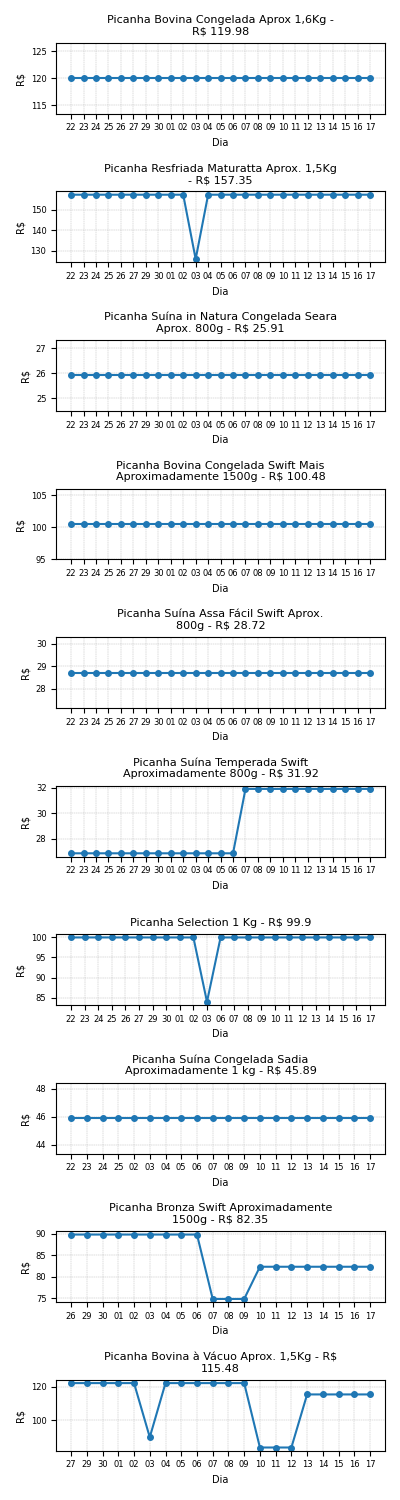 Picanha Bovina Congelada Aprox 1,6Kg -
R$ 119.98
125
120
115
R$
22 23 24 25 26 27 29 30 01 02 03 04 05 06 07 08 09 10 11 12 13 14 15 16 17
Dia
Picanha Resfriada Maturatta Aprox. 1,5Kg
- R$ 157.35
150
140
130
R$
22 23 24 25 26 27 29 30 01 02 03 04 05 06 07 08 09 10 11 12 13 14 15 16 17
Dia
Picanha Suína in Natura Congelada Seara
Aprox. 800g - R$ 25.91
27
26
25
R$
22 23 24 25 26 27 29 30 01 02 03 04 05 06 07 08 09 10 11 12 13 14 15 16 17
Dia
Picanha Bovina Congelada Swift Mais
Aproximadamente 1500g - R$ 100.48
105
100
95
R$
22 23 24 25 26 27 29 30 01 02 03 04 05 06 07 08 09 10 11 12 13 14 15 16 17
Dia
Picanha Suína Assa Fácil Swift Aprox.
800g - R$ 28.72
30
29
28
R$
22 23 24 25 26 27 29 30 01 02 03 04 05 06 07 08 09 10 11 12 13 14 15 16 17
Dia
Picanha Suína Temperada Swift
Aproximadamente 800g - R$ 31.92
32
30
28
R$
22 23 24 25 26 27 29 30 01 02 03 04 05 06 07 08 09 10 11 12 13 14 15 16 17
Dia
Picanha Selection 1 Kg - R$ 99.9
100
95
90
85
R$
22 23 24 25 26 27 29 30 01 02 03 06 07 08 09 10 11 12 13 14 15 16 17
Dia
Picanha Suína Congelada Sadia
Aproximadamente 1 kg - R$ 45.89
48
46
44
R$
22 23 24 25 02 03 04 05 06 07 08 09 10 11 12 13 14 15 16 17
Dia
Picanha Bronza Swift Aproximadamente
1500g - R$ 82.35
90
85
80
75
R$
26 29 30 01 02 03 04 05 06 07 08 09 10 11 12 13 14 15 16 17
Dia
Picanha Bovina à Vácuo Aprox. 1,5Kg - R$
115.48
120
100
R$
27 29 30 01 02 03 04 05 06 07 08 09 10 11 12 13 14 15 16 17
Dia